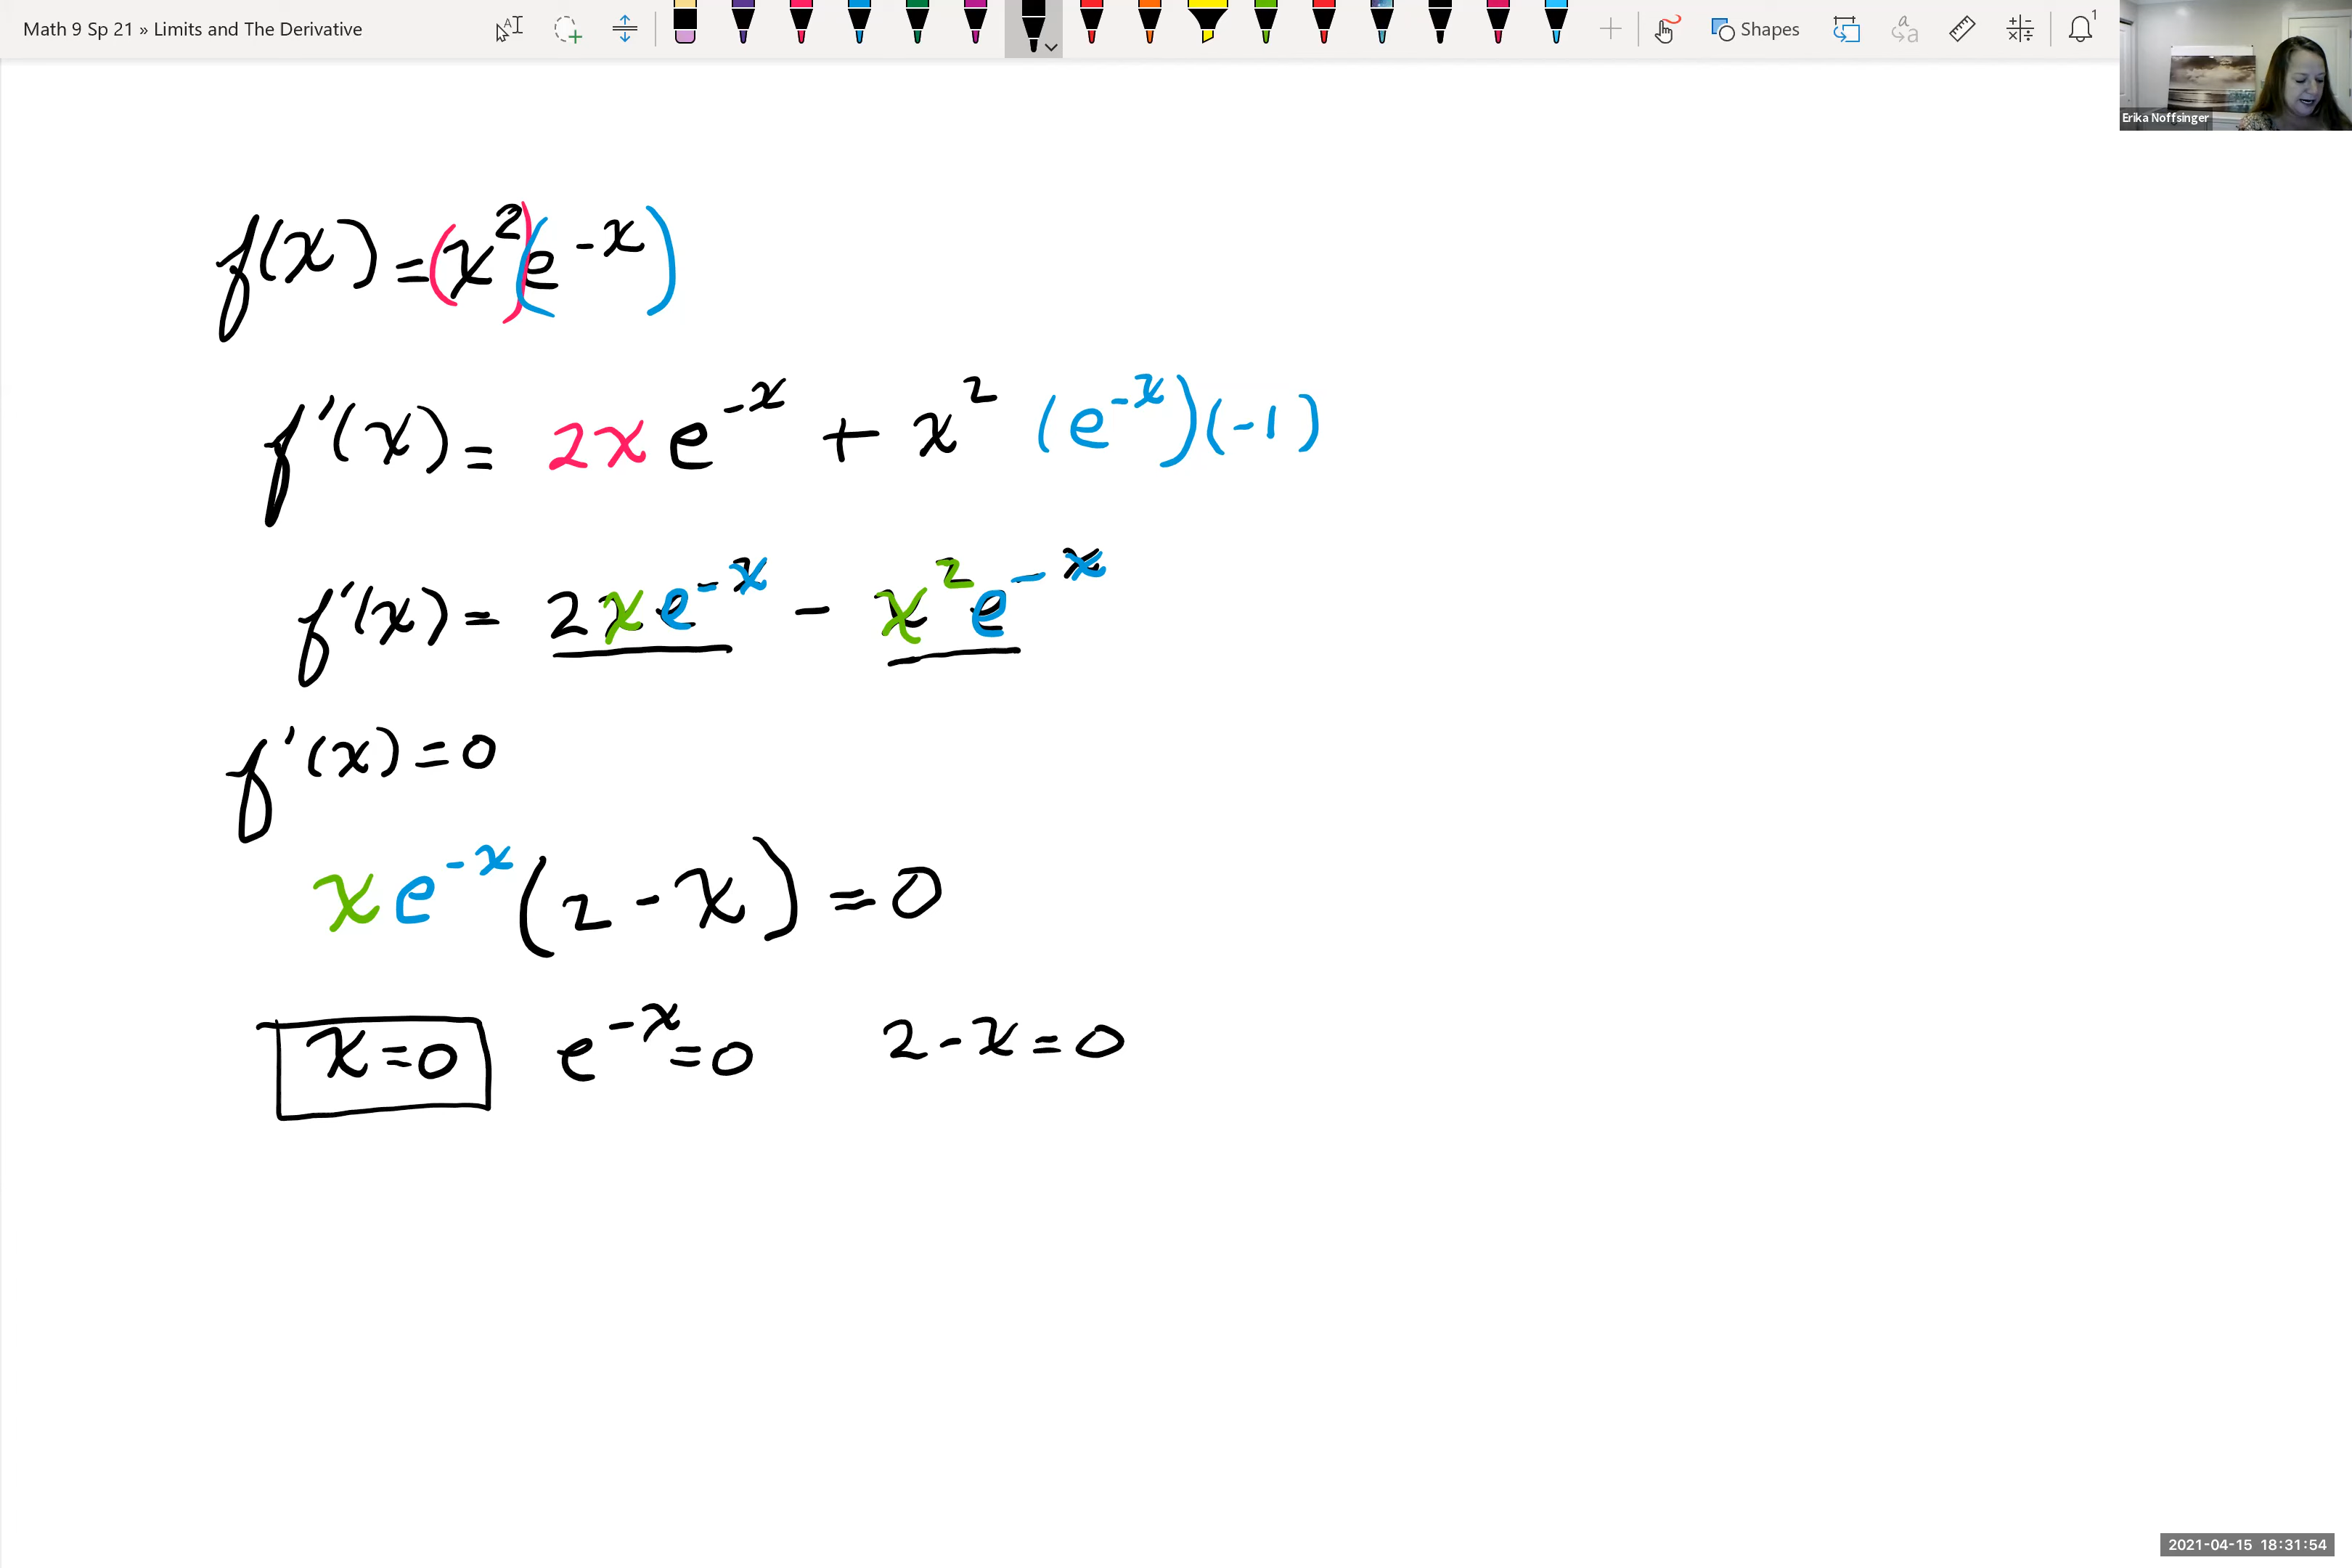 Math 9 Sp 21 » Limits and The Derivative
Shapes
1
Erika Noffsinger
f(x) = (x²)(e⁻ˣ)
f'(x) = 2x e⁻ˣ + x² (e⁻ˣ)(-1)
f'(x) = 2xe⁻ˣ - x²e⁻ˣ
f'(x) = 0
x e⁻ˣ (2 - x) = 0
x = 0 e⁻ˣ = 0 2 - x = 0
2021-04-15 18:31:54